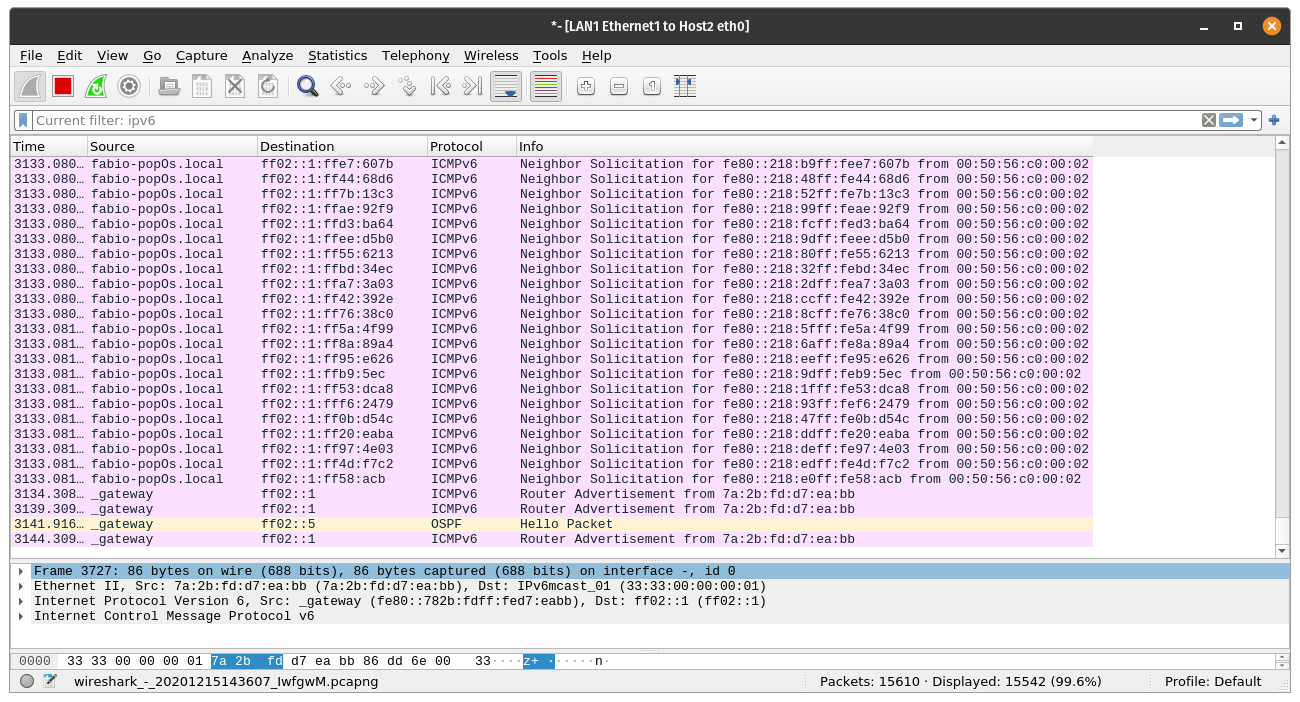 *- [LAN1 Ethernet1 to Host2 eth0]
File Edit View Go Capture Analyze Statistics Telephony Wireless Tools Help
Current filter: ipv6
Time Source Destination Protocol Info
3133.080… fabio-popOs.local ff02::1:ffe7:607b ICMPv6 Neighbor Solicitation for fe80::218:b9ff:fee7:607b from 00:50:56:c0:00:02
3133.080… fabio-popOs.local ff02::1:ff44:68d6 ICMPv6 Neighbor Solicitation for fe80::218:48ff:fe44:68d6 from 00:50:56:c0:00:02
3133.080… fabio-popOs.local ff02::1:ff7b:13c3 ICMPv6 Neighbor Solicitation for fe80::218:52ff:fe7b:13c3 from 00:50:56:c0:00:02
3133.080… fabio-popOs.local ff02::1:ffae:92f9 ICMPv6 Neighbor Solicitation for fe80::218:99ff:feae:92f9 from 00:50:56:c0:00:02
3133.080… fabio-popOs.local ff02::1:ffd3:ba64 ICMPv6 Neighbor Solicitation for fe80::218:fcff:fed3:ba64 from 00:50:56:c0:00:02
3133.080… fabio-popOs.local ff02::1:ffee:d5b0 ICMPv6 Neighbor Solicitation for fe80::218:9dff:feee:d5b0 from 00:50:56:c0:00:02
3133.080… fabio-popOs.local ff02::1:ff55:6213 ICMPv6 Neighbor Solicitation for fe80::218:80ff:fe55:6213 from 00:50:56:c0:00:02
3133.080… fabio-popOs.local ff02::1:ffbd:34ec ICMPv6 Neighbor Solicitation for fe80::218:32ff:febd:34ec from 00:50:56:c0:00:02
3133.080… fabio-popOs.local ff02::1:ffa7:3a03 ICMPv6 Neighbor Solicitation for fe80::218:2dff:fea7:3a03 from 00:50:56:c0:00:02
3133.080… fabio-popOs.local ff02::1:ff42:392e ICMPv6 Neighbor Solicitation for fe80::218:ccff:fe42:392e from 00:50:56:c0:00:02
3133.080… fabio-popOs.local ff02::1:ff76:38c0 ICMPv6 Neighbor Solicitation for fe80::218:8cff:fe76:38c0 from 00:50:56:c0:00:02
3133.081… fabio-popOs.local ff02::1:ff5a:4f99 ICMPv6 Neighbor Solicitation for fe80::218:5fff:fe5a:4f99 from 00:50:56:c0:00:02
3133.081… fabio-popOs.local ff02::1:ff8a:89a4 ICMPv6 Neighbor Solicitation for fe80::218:6aff:fe8a:89a4 from 00:50:56:c0:00:02
3133.081… fabio-popOs.local ff02::1:ff95:e626 ICMPv6 Neighbor Solicitation for fe80::218:eeff:fe95:e626 from 00:50:56:c0:00:02
3133.081… fabio-popOs.local ff02::1:ffb9:5ec ICMPv6 Neighbor Solicitation for fe80::218:9dff:feb9:5ec from 00:50:56:c0:00:02
3133.081… fabio-popOs.local ff02::1:ff53:dca8 ICMPv6 Neighbor Solicitation for fe80::218:1fff:fe53:dca8 from 00:50:56:c0:00:02
3133.081… fabio-popOs.local ff02::1:fff6:2479 ICMPv6 Neighbor Solicitation for fe80::218:93ff:fef6:2479 from 00:50:56:c0:00:02
3133.081… fabio-popOs.local ff02::1:ff0b:d54c ICMPv6 Neighbor Solicitation for fe80::218:47ff:fe0b:d54c from 00:50:56:c0:00:02
3133.081… fabio-popOs.local ff02::1:ff20:eaba ICMPv6 Neighbor Solicitation for fe80::218:ddff:fe20:eaba from 00:50:56:c0:00:02
3133.081… fabio-popOs.local ff02::1:ff97:4e03 ICMPv6 Neighbor Solicitation for fe80::218:deff:fe97:4e03 from 00:50:56:c0:00:02
3133.081… fabio-popOs.local ff02::1:ff4d:f7c2 ICMPv6 Neighbor Solicitation for fe80::218:edff:fe4d:f7c2 from 00:50:56:c0:00:02
3133.081… fabio-popOs.local ff02::1:ff58:acb ICMPv6 Neighbor Solicitation for fe80::218:e0ff:fe58:acb from 00:50:56:c0:00:02
3134.308… _gateway ff02::1 ICMPv6 Router Advertisement from 7a:2b:fd:d7:ea:bb
3139.309… _gateway ff02::1 ICMPv6 Router Advertisement from 7a:2b:fd:d7:ea:bb
3141.916… _gateway ff02::5 OSPF Hello Packet
3144.309… _gateway ff02::1 ICMPv6 Router Advertisement from 7a:2b:fd:d7:ea:bb
Frame 3727: 86 bytes on wire (688 bits), 86 bytes captured (688 bits) on interface -, id 0
Ethernet II, Src: 7a:2b:fd:d7:ea:bb (7a:2b:fd:d7:ea:bb), Dst: IPv6mcast_01 (33:33:00:00:00:01)
Internet Protocol Version 6, Src: _gateway (fe80::782b:fdff:fed7:eabb), Dst: ff02::1 (ff02::1)
Internet Control Message Protocol v6
0000 33 33 00 00 00 01 7a 2b fd d7 ea bb 86 dd 6e 00 33····z+ ·····n·
wireshark_-_20201215143607_IwfgwM.pcapng Packets: 15610 · Displayed: 15542 (99.6%) Profile: Default